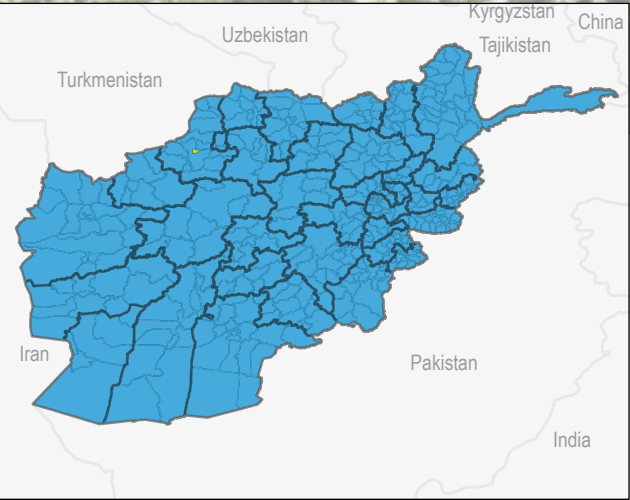 Kyrgyzstan
China
Uzbekistan
Tajikistan
Turkmenistan
Iran
Pakistan
India